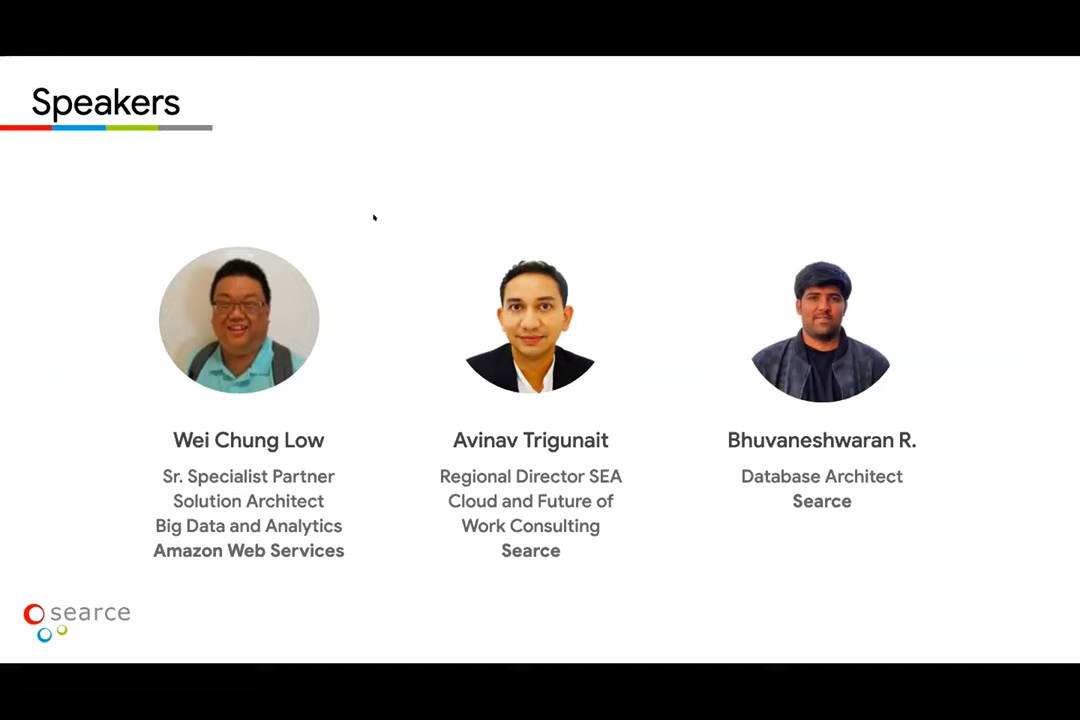 Speakers
Wei Chung Low
Sr. Specialist Partner
Solution Architect
Big Data and Analytics
Amazon Web Services
Avinav Trigunait
Regional Director SEA
Cloud and Future of
Work Consulting
Searce
Bhuvaneshwaran R.
Database Architect
Searce
searce